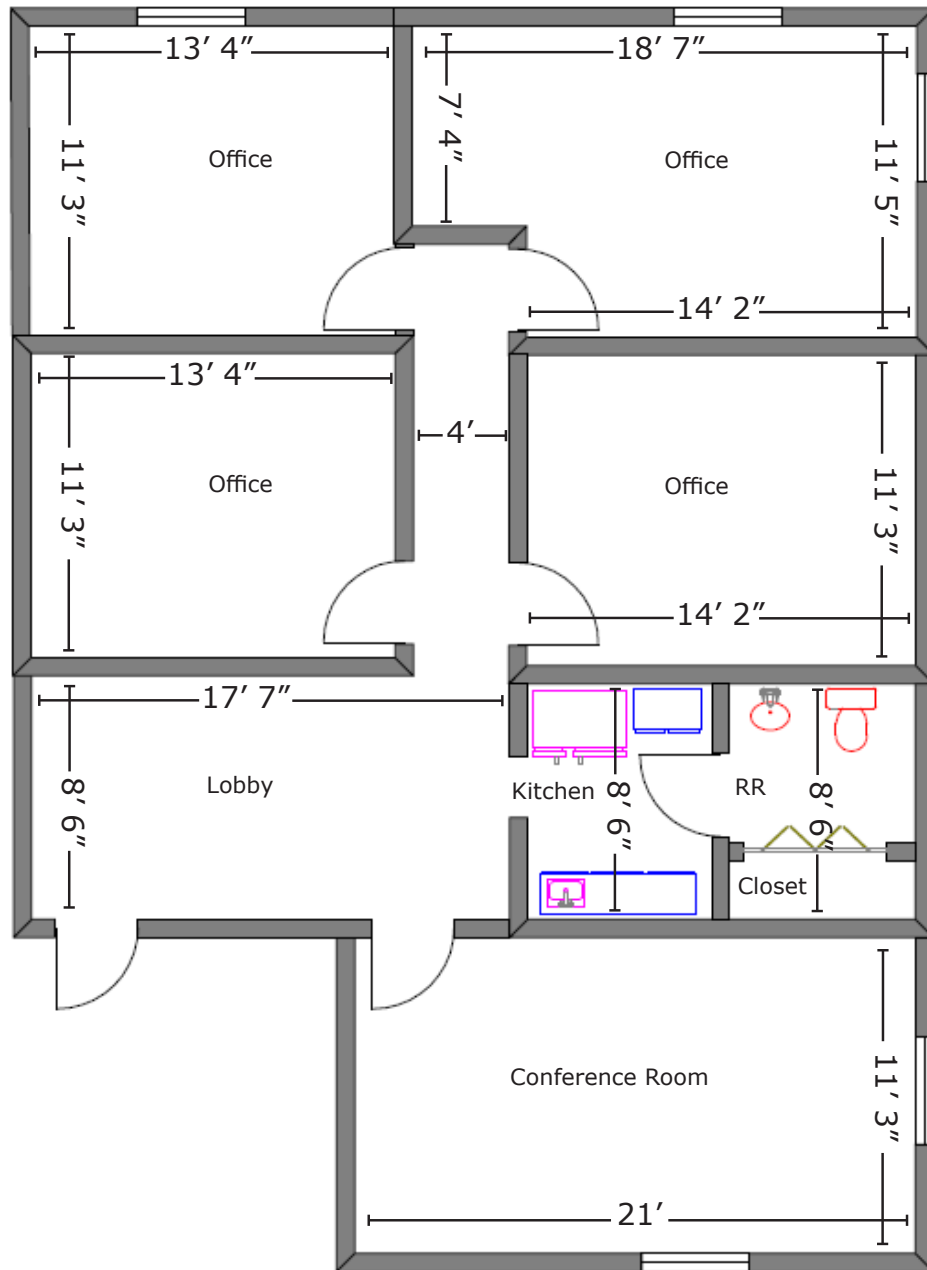 13’ 4”
18’ 7”
7’ 4”
11’ 3”
Office
Office
11’ 5”
14’ 2”
13’ 4”
4’
11’ 3”
Office
Office
11’ 3”
14’ 2”
17’ 7”
8’ 6”
Lobby
Kitchen
8’ 6”
RR
8’ 6”
Closet
Conference Room
11’ 3”
21’